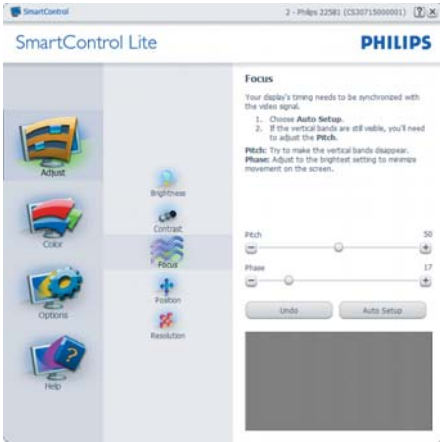 SmartControl
2 - Philips 225B1 (CS30715000001)
SmartControl Lite
PHILIPS
Adjust
Color
Options
Help
Brightness
Contrast
Focus
Position
Resolution
Focus
Your display's timing needs to be synchronized with
the video signal.
1. Choose Auto Setup.
2. If the vertical bands are still visible, you'll need
to adjust the Pitch.
Pitch: Try to make the vertical bands disappear.
Phase: Adjust to the brightest setting to minimize
movement on the screen.
Pitch 50
Phase 17
Undo Auto Setup